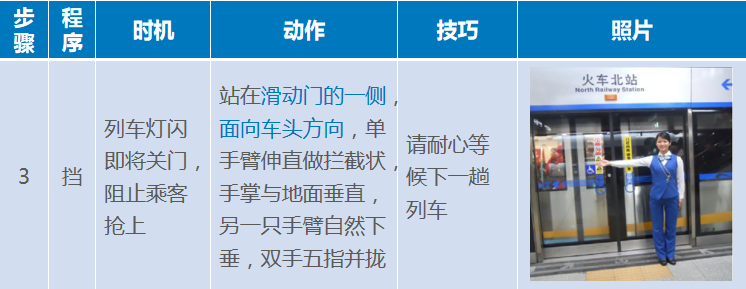 步骤 程序 时机 动作 技巧 照片
3
挡
列车灯闪
即将关门，
阻止乘客
抢上
站在滑动门的一侧，
面向车头方向，单
手臂伸直做拦截状，
手掌与地面垂直，
另一只手臂自然下
垂，双手五指并拢
请耐心等
候下一趟
列车
火车北站
North Railway Station